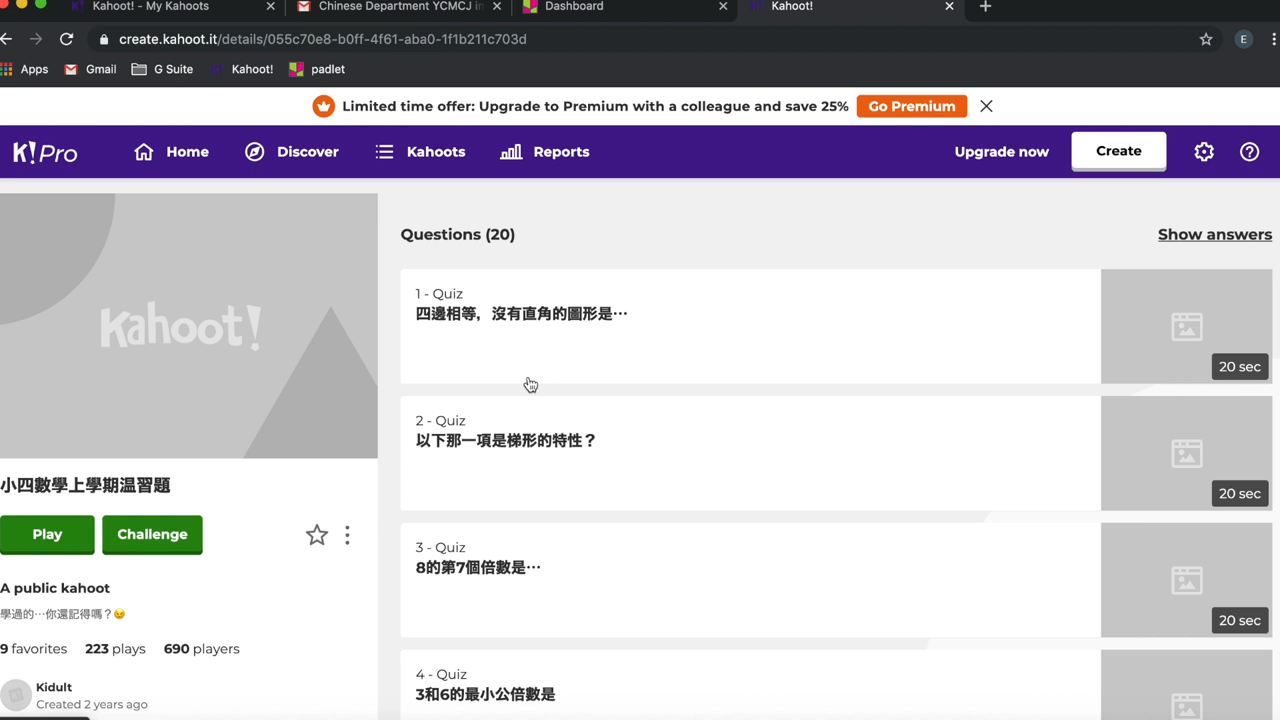 Kahoot! - My Kahoots
Chinese Department YCMCJ in
Dashboard
Kahoot!
create.kahoot.it/details/055c70e8-b0ff-4f61-aba0-1f1b211c703d
E
Apps
Gmail
G Suite
Kahoot!
padlet
Limited time offer: Upgrade to Premium with a colleague and save 25%
Go Premium
K! Pro
Home
Discover
Kahoots
Reports
Upgrade now
Create
Kahoot!
小四數學上學期温習題
Play
Challenge
A public kahoot
學過的…你還記得嗎？😉
9 favorites 223 plays 690 players
Kidult
Created 2 years ago
Questions (20)
Show answers
1 - Quiz
四邊相等，沒有直角的圖形是…
20 sec
2 - Quiz
以下那一項是梯形的特性？
20 sec
3 - Quiz
8的第7個倍數是…
20 sec
4 - Quiz
3和6的最小公倍數是